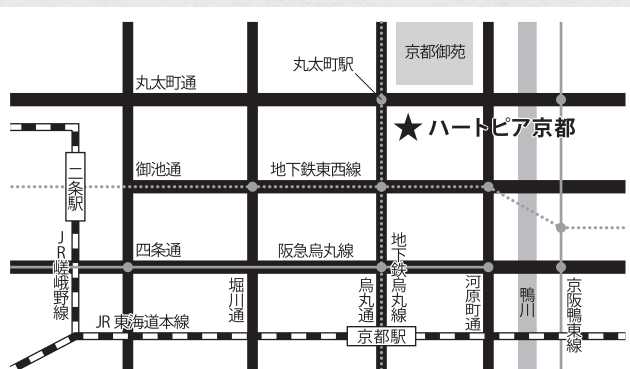 京都御苑
丸太町駅
丸太町通
ハートピア京都
御池通
地下鉄東西線
二条駅
四条通
阪急烏丸線
地下鉄烏丸線
JR嵯峨野線
堀川通
烏丸通
河原町通
鴨川
京阪鴨東線
JR東海道本線
京都駅